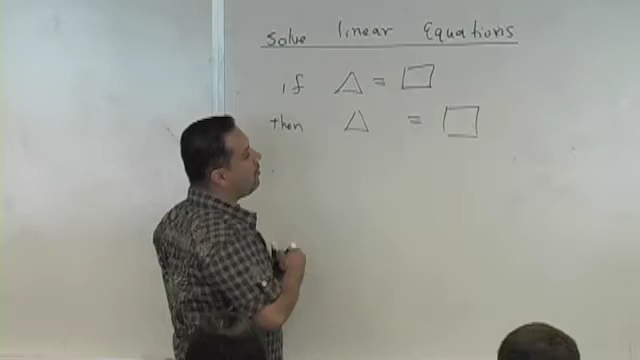 Solve linear Equations
if △ = □
then △ = □